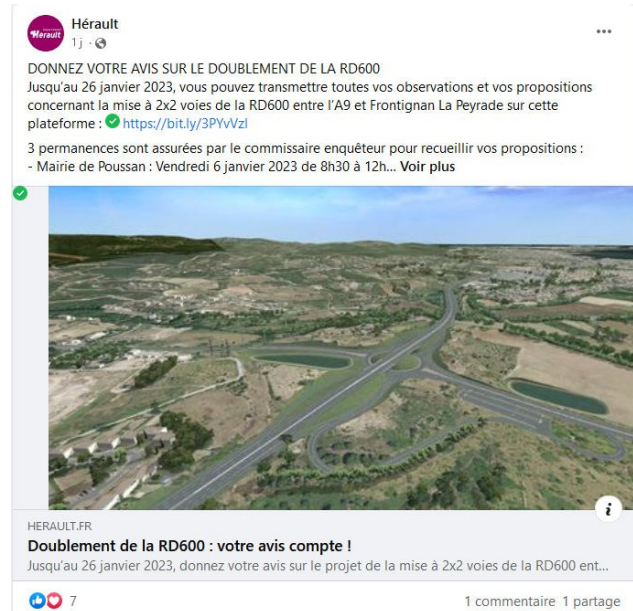 Hérault
Hérault
1 j ·
DONNEZ VOTRE AVIS SUR LE DOUBLEMENT DE LA RD600
Jusqu'au 26 janvier 2023, vous pouvez transmettre toutes vos observations et vos propositions
concernant la mise à 2x2 voies de la RD600 entre l'A9 et Frontignan La Peyrade sur cette
plateforme : https://bit.ly/3PYvVzl
3 permanences sont assurées par le commissaire enquêteur pour recueillir vos propositions :
- Mairie de Poussan : Vendredi 6 janvier 2023 de 8h30 à 12h... Voir plus
HERAULT.FR
Doublement de la RD600 : votre avis compte !
Jusqu'au 26 janvier 2023, donnez votre avis sur le projet de la mise à 2x2 voies de la RD600 ent...
7
1 commentaire 1 partage